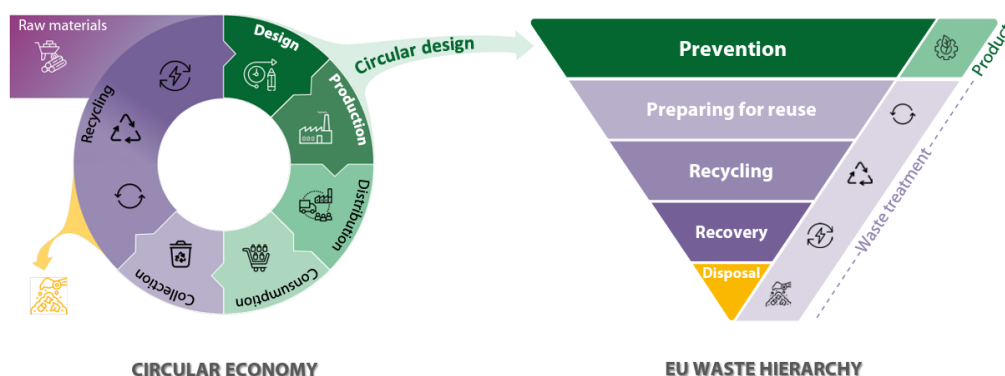 Raw materials
Design
Production
Distribution
Consumption
Collection
Recycling
Circular design
Prevention
Preparing for reuse
Recycling
Recovery
Disposal
Product
Waste treatment
CIRCULAR ECONOMY
EU WASTE HIERARCHY